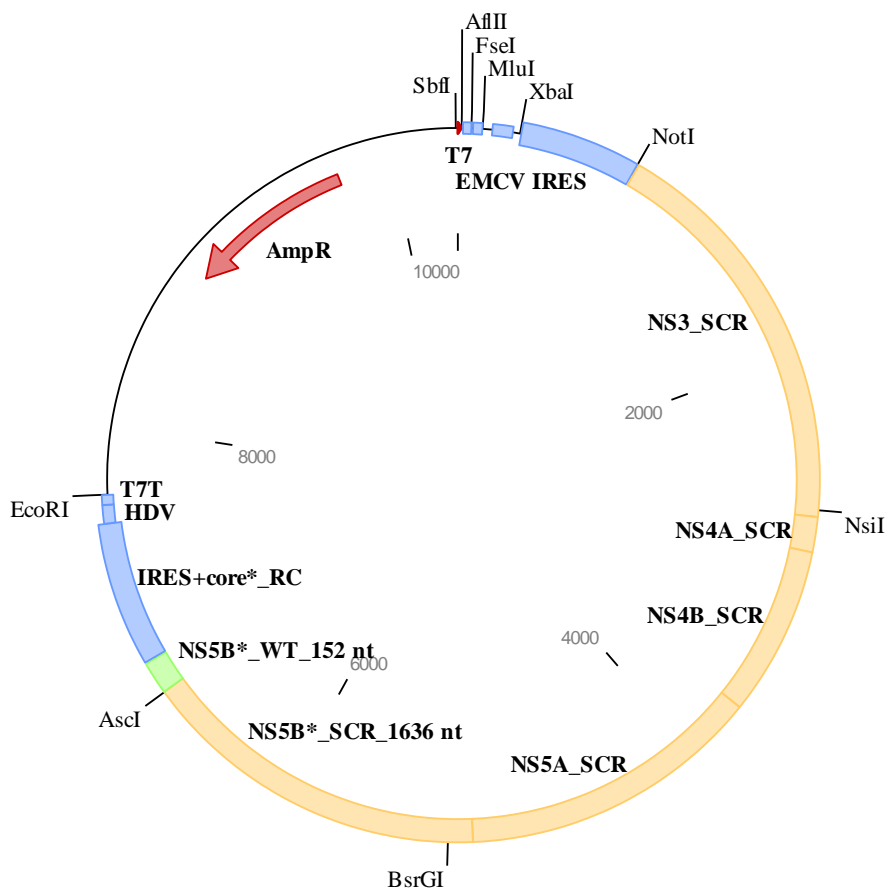 AflII
FseI
MluI
SbfI
XbaI
NotI
T7
EMCV IRES
AmpR
10000
NS3_SCR
2000
8000
T7T
EcoRI
HDV
NS4A_SCR
NsiI
IRES+core*_RC
NS4B_SCR
4000
NS5B*_WT_152 nt
6000
AscI
NS5B*_SCR_1636 nt
NS5A_SCR
BsrGI